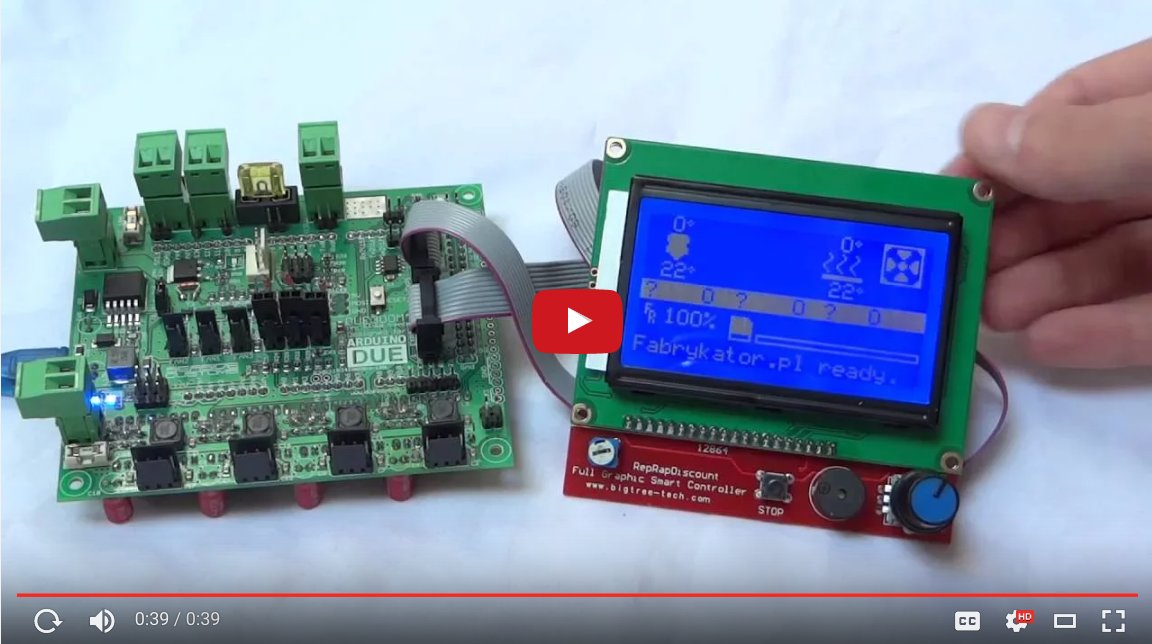 0°
0°
22°
22°
? 0 ? 0 ? 0
FR 100%
Fabrykator.pl ready.
ARDUINO
DUE
12864
RepRapDiscount
Full Graphic Smart Controller
www.bigtree-tech.com
STOP
0:39 / 0:39
CC
HD